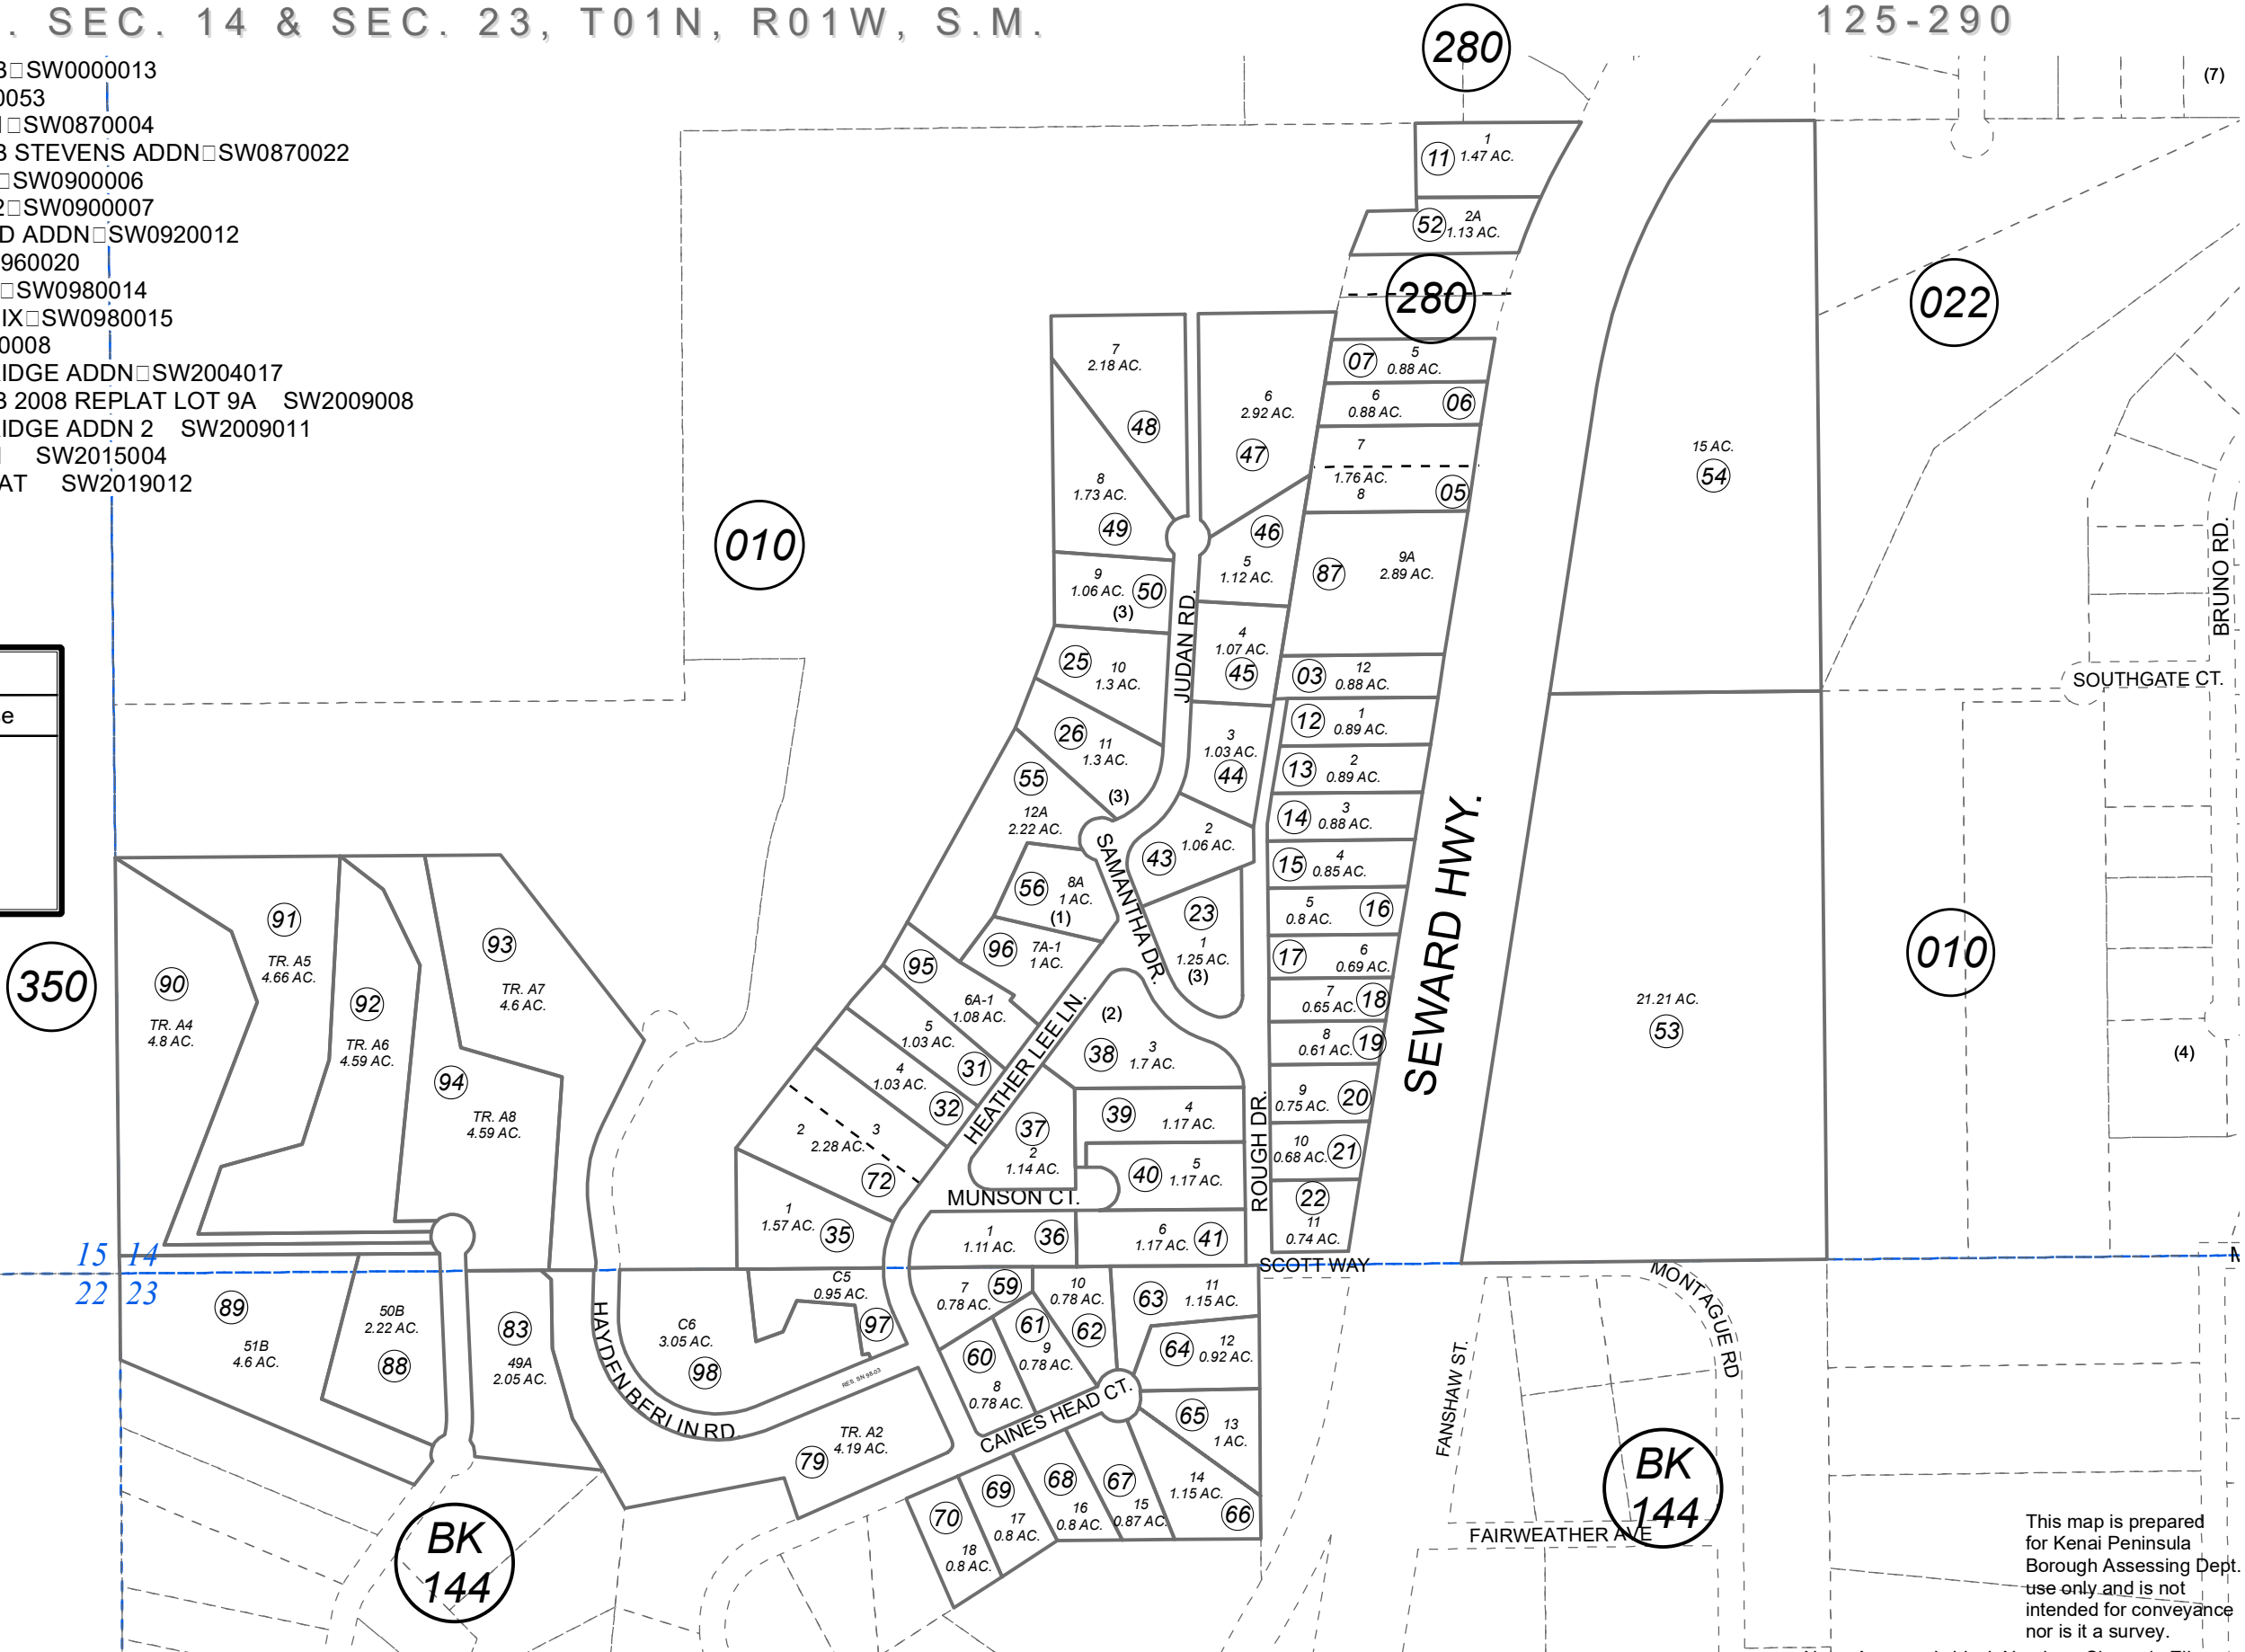 . SEC. 14 & SEC. 23, T01N, R01W, S.M.
125-290
SW0000013
0053
SW0870004
STEVENS ADDN□SW0870022
SW0900006
SW0900007
D ADDN□SW0920012
960020
SW0980014
IX□SW0980015
0008
IDGE ADDN□SW2004017
2008 REPLAT LOT 9A SW2009008
IDGE ADDN 2 SW2009011
SW2015004
AT SW2019012
e
280
(7)
11
1
1.47 AC.
52
2A
1.13 AC.
280
022
07
5
0.88 AC.
6
0.88 AC.
06
7
1.76 AC.
8
05
7
2.18 AC.
48
6
2.92 AC.
47
8
1.73 AC.
49
46
5
1.12 AC.
87
9A
2.89 AC.
15 AC.
54
010
9
1.06 AC.
50
(3)
JUDAN RD.
BRUNO RD.
SOUTHGATE CT.
4
1.07 AC.
45
03
12
0.88 AC.
25
10
1.3 AC.
26
11
1.3 AC.
(3)
3
1.03 AC.
44
12
1
0.89 AC.
13
2
0.89 AC.
14
3
0.88 AC.
15
4
0.85 AC.
5
0.8 AC.
16
17
6
0.69 AC.
7
0.65 AC.
18
8
0.61 AC.
19
9
0.75 AC.
20
10
0.68 AC.
21
22
11
0.74 AC.
SEWARD HWY.
55
12A
2.22 AC.
2
1.06 AC.
43
56
8A
1 AC.
(1)
SAMANTHA DR.
23
1
1.25 AC.
(3)
96
7A-1
1 AC.
95
6A-1
1.08 AC.
5
1.03 AC.
31
4
1.03 AC.
32
HEATHER LEE LN.
(2)
38
3
1.7 AC.
39
4
1.17 AC.
37
2
1.14 AC.
40
5
1.17 AC.
ROUGH DR.
2
3
2.28 AC.
72
MUNSON CT.
1
1.57 AC.
35
1
1.11 AC.
36
6
1.17 AC.
41
SCOTT WAY
010
21.21 AC.
53
(4)
350
90
TR. A4
4.8 AC.
91
TR. A5
4.66 AC.
92
TR. A6
4.59 AC.
93
TR. A7
4.6 AC.
94
TR. A8
4.59 AC.
15 14
22 23
89
51B
4.6 AC.
50B
2.22 AC.
88
83
49A
2.05 AC.
HAYDEN BERLIN RD.
C5
0.95 AC.
97
C6
3.05 AC.
98
RES. SN 98-03
79
TR. A2
4.19 AC.
7
0.78 AC.
59
10
0.78 AC.
62
63
11
1.15 AC.
61
9
0.78 AC.
64
12
0.92 AC.
60
8
0.78 AC.
CAINES HEAD CT.
65
13
1 AC.
14
1.15 AC.
66
67
15
0.87 AC.
68
16
0.8 AC.
69
17
0.8 AC.
70
18
0.8 AC.
MONTAGUE RD
FANSHAW ST.
FAIRWEATHER AVE
BK
144
BK
144
This map is prepared
for Kenai Peninsula
Borough Assessing Dept.
use only and is not
intended for conveyance
nor is it a survey.